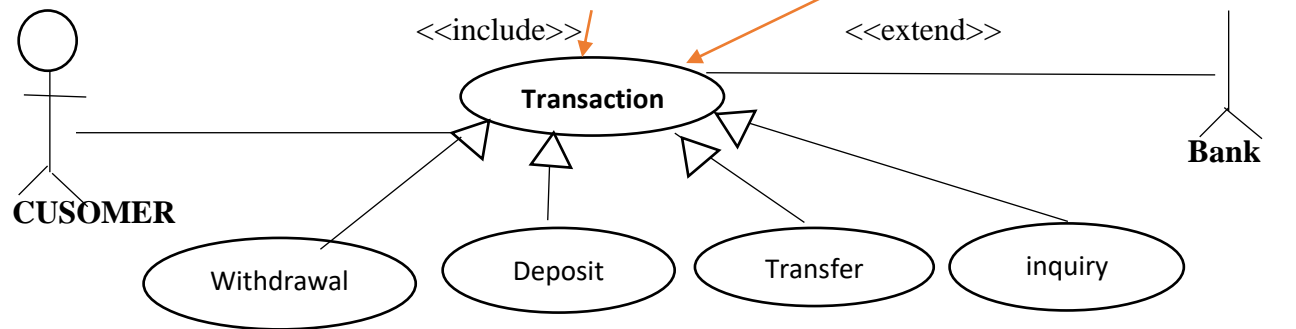 <<include>> <<extend>>
Transaction
Bank
CUSOMER
Withdrawal Deposit Transfer inquiry